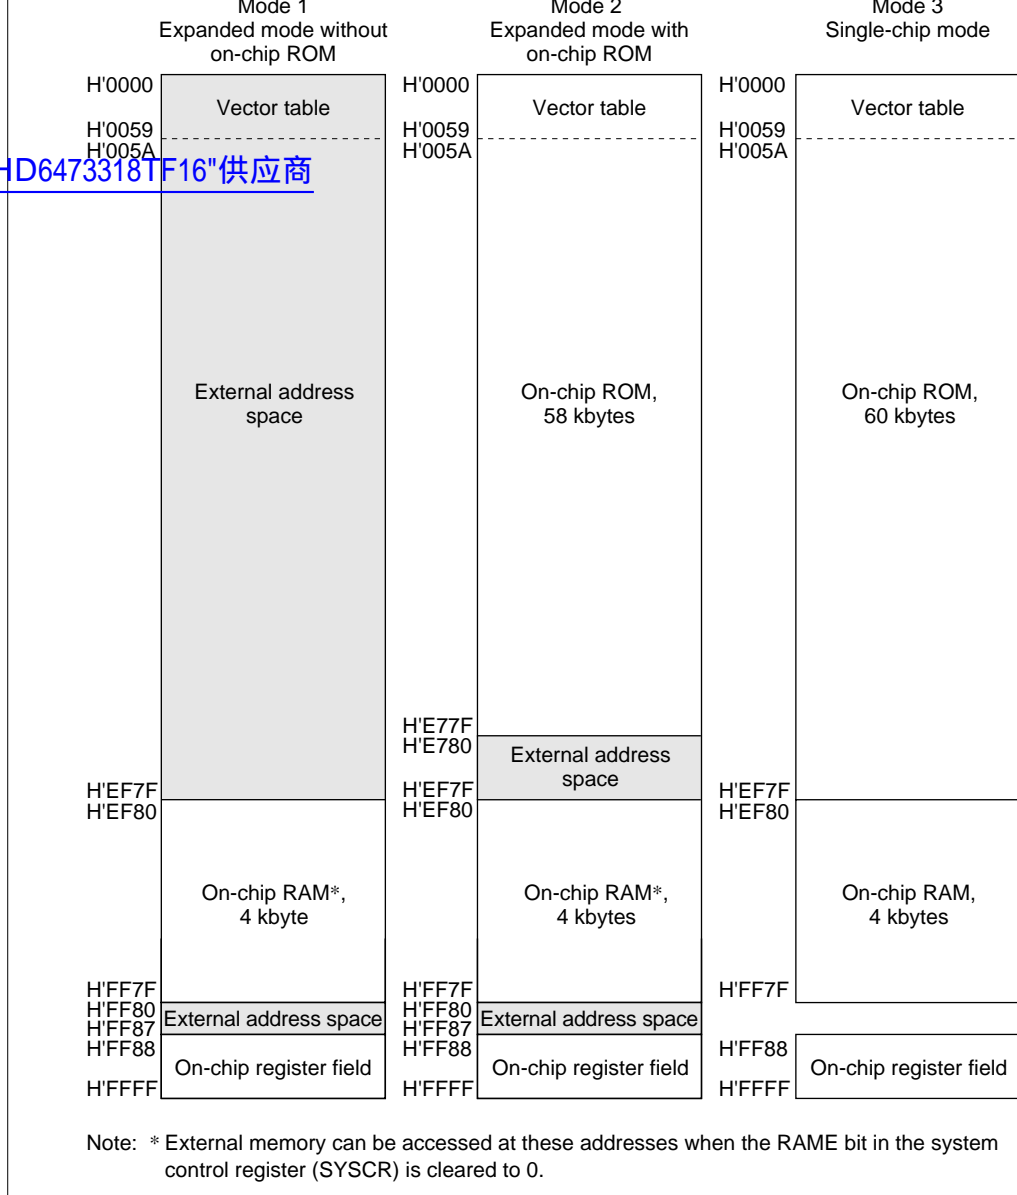 Mode 1
Expanded mode without
on-chip ROM
H'0000
Vector table
H'0059
H'005A
HD6473318TF16"供应商
External address
space
H'EF7F
H'EF80
On-chip RAM*,
4 kbyte
H'FF7F
H'FF80
External address space
H'FF87
H'FF88
On-chip register field
H'FFFF
Mode 2
Expanded mode with
on-chip ROM
H'0000
Vector table
H'0059
H'005A
On-chip ROM,
58 kbytes
H'E77F
H'E780
External address
space
H'EF7F
H'EF80
On-chip RAM*,
4 kbytes
H'FF7F
H'FF80
External address space
H'FF87
H'FF88
On-chip register field
H'FFFF
Mode 3
Single-chip mode
H'0000
Vector table
H'0059
H'005A
On-chip ROM,
60 kbytes
H'EF7F
H'EF80
On-chip RAM,
4 kbytes
H'FF7F
H'FF88
On-chip register field
H'FFFF
Note: * External memory can be accessed at these addresses when the RAME bit in the system
control register (SYSCR) is cleared to 0.